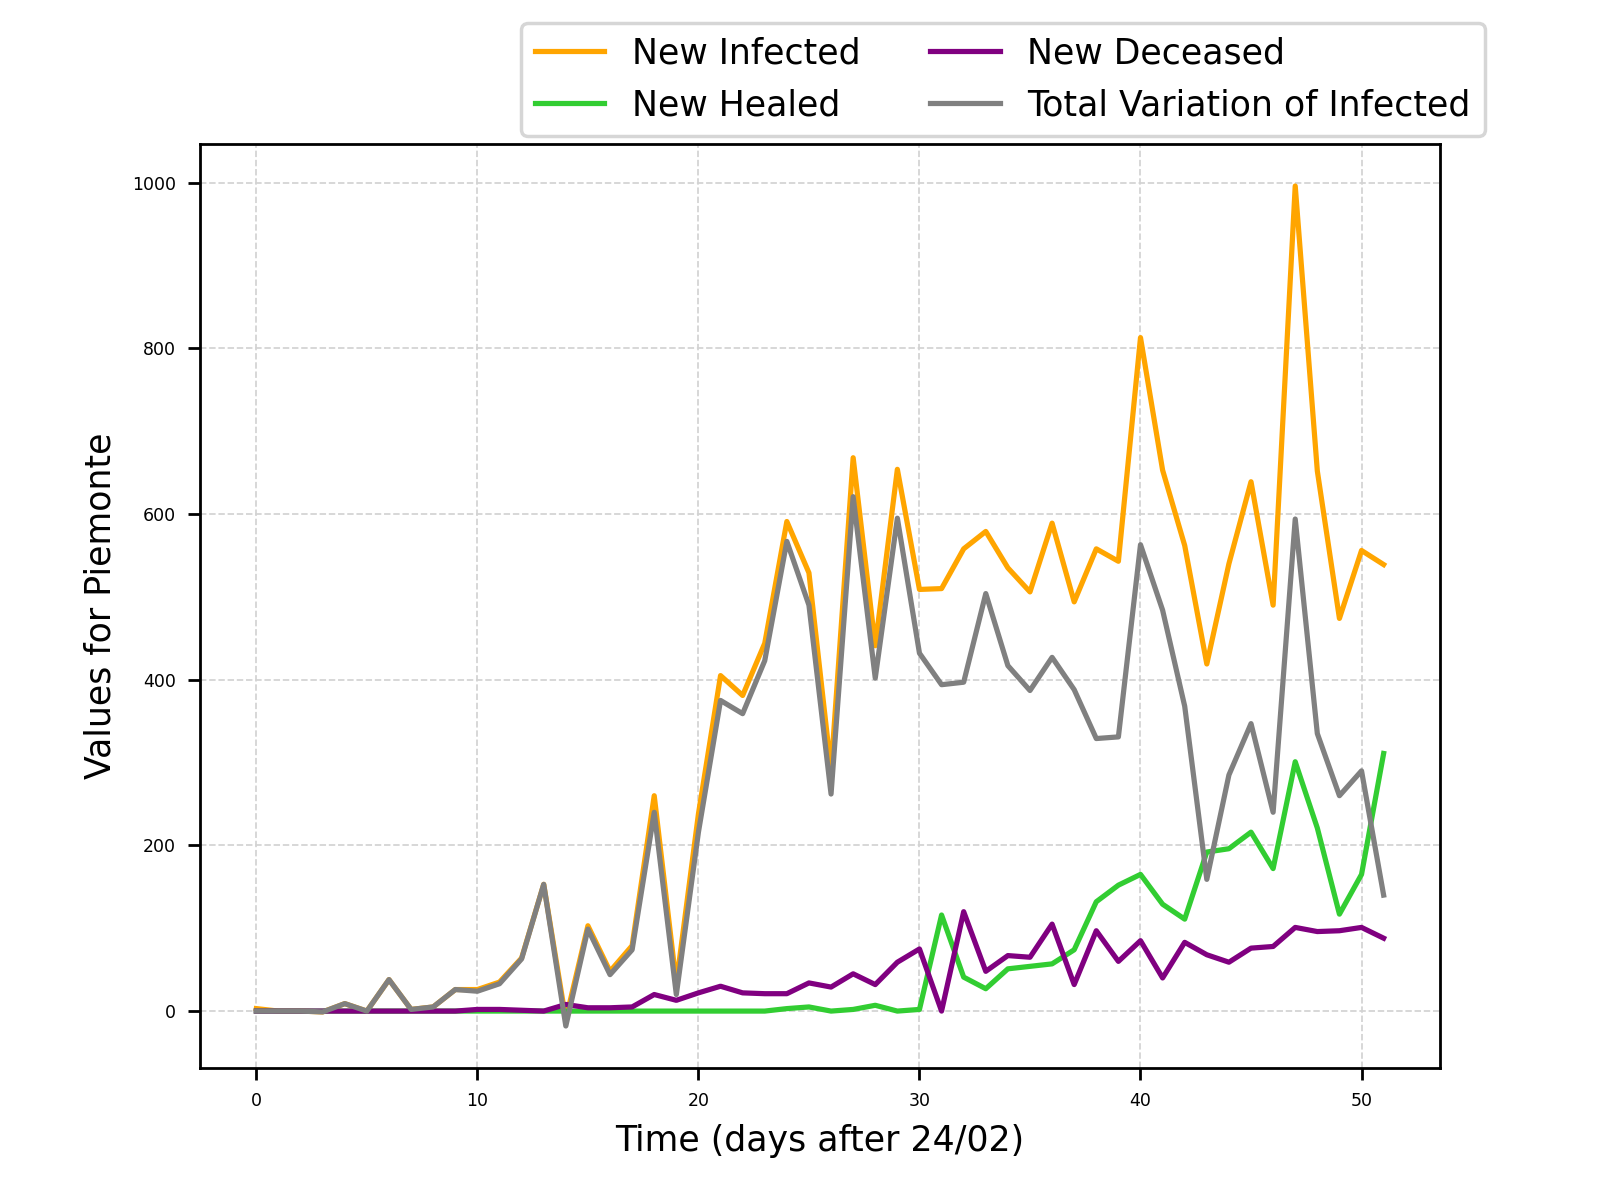 New Infected
New Healed
New Deceased
Total Variation of Infected
Values for Piemonte
1000
800
600
400
200
0
0 10 20 30 40 50
Time (days after 24/02)